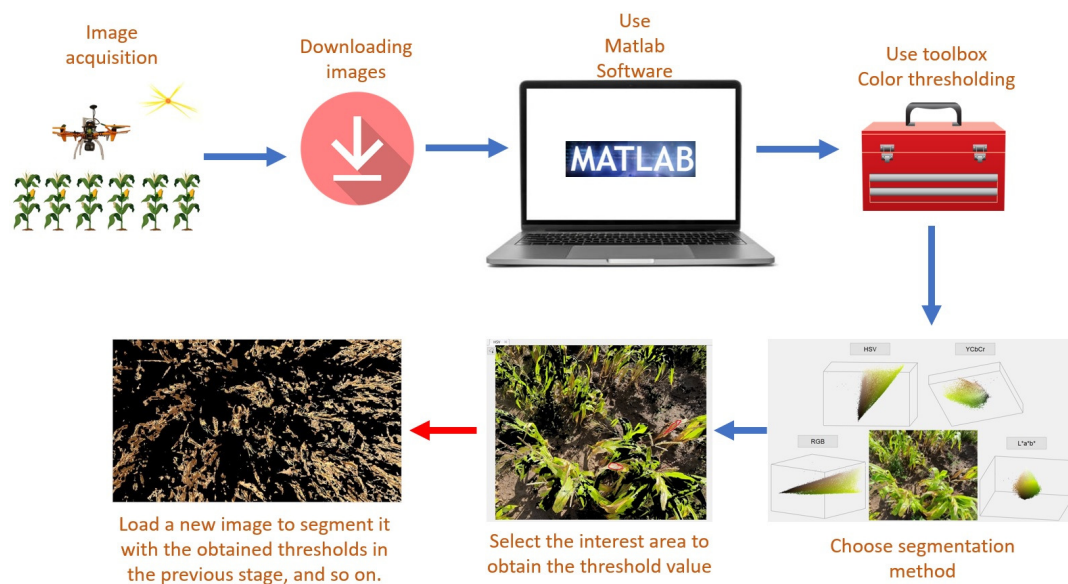 Image
acquisition
Downloading
images
Use
Matlab
Software
Use toolbox
Color thresholding
MATLAB
HSV
YCbCr
RGB
L*a*b*
Choose segmentation
method
HSV
Select the interest area to
obtain the threshold value
Load a new image to segment it
with the obtained thresholds in
the previous stage, and so on.